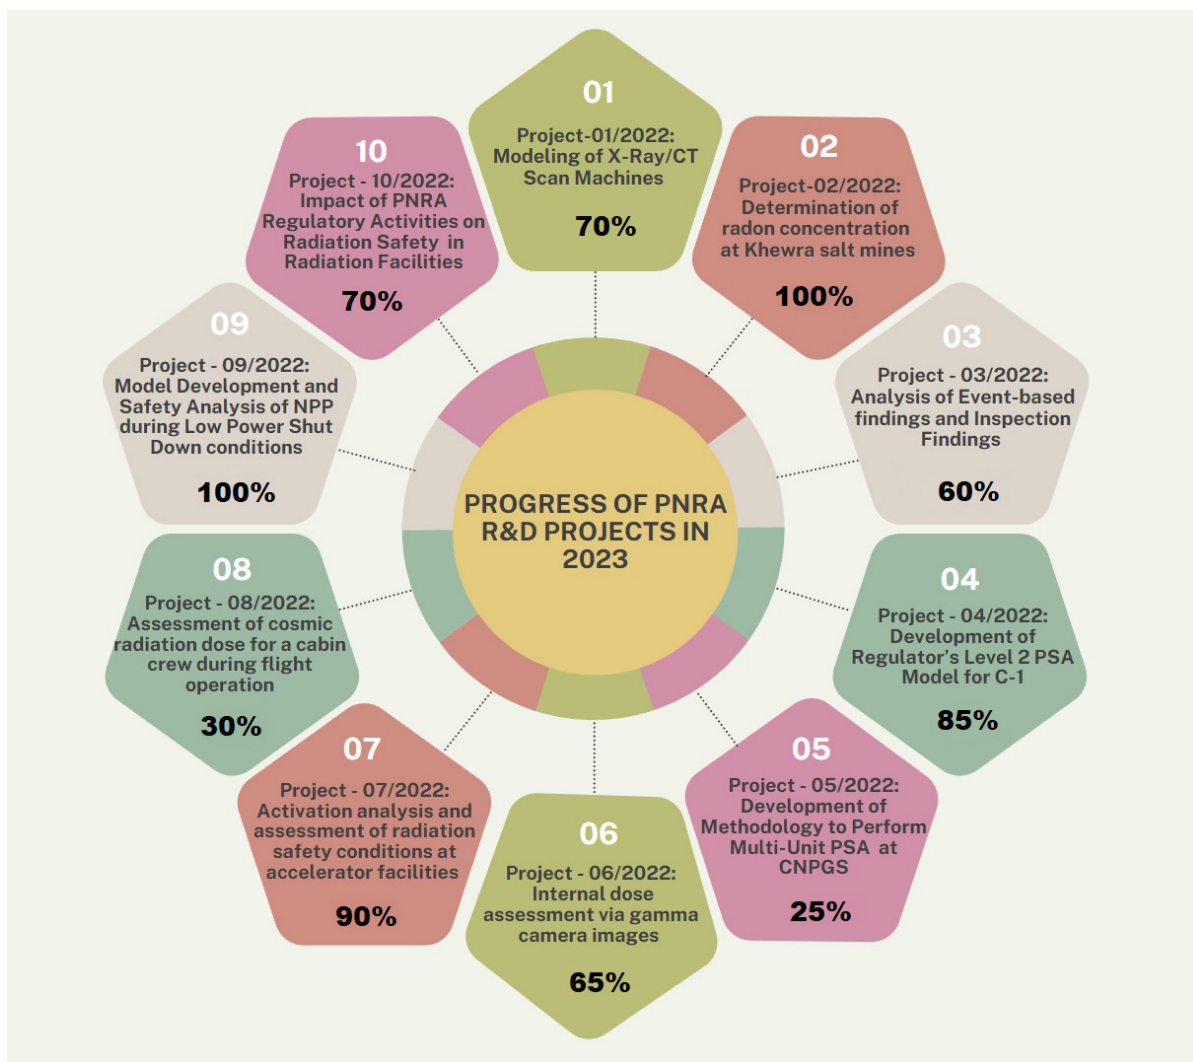 01
Project-01/2022:
Modeling of X-Ray/CT
Scan Machines
70%
02
Project-02/2022:
Determination of
radon concentration
at Khewra salt mines
100%
03
Project - 03/2022:
Analysis of Event-based
findings and Inspection
Findings
60%
04
Project - 04/2022:
Development of
Regulator's Level 2 PSA
Model for C-1
85%
05
Project - 05/2022:
Development of
Methodology to Perform
Multi-Unit PSA at
CNPGS
25%
06
Project - 06/2022:
Internal dose
assessment via gamma
camera images
65%
07
Project - 07/2022:
Activation analysis and
assessment of radiation
safety conditions at
accelerator facilities
90%
08
Project - 08/2022:
Assessment of cosmic
radiation dose for a cabin
crew during flight
operation
30%
09
Project - 09/2022:
Model Development and
Safety Analysis of NPP
during Low Power Shut
Down conditions
100%
10
Project - 10/2022:
Impact of PNRA
Regulatory Activities on
Radiation Safety in
Radiation Facilities
70%
PROGRESS OF PNRA
R&D PROJECTS IN
2023